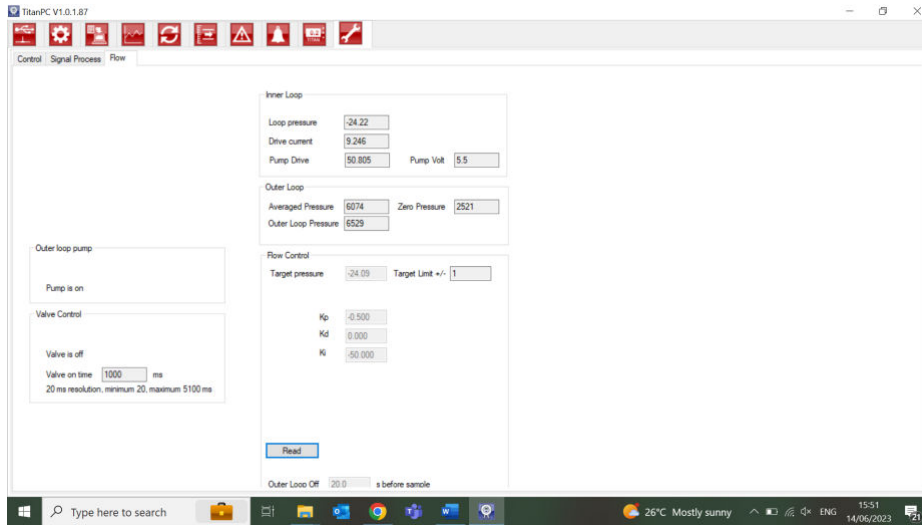 TitanPC V1.0.1.87
Control Signal Process Flow
Inner Loop
Loop pressure -24.22
Drive current 9.246
Pump Drive 50.805 Pump Volt 5.5
Outer Loop
Averaged Pressure 6074 Zero Pressure 2521
Outer Loop Pressure 6529
Outer loop pump
Pump is on
Valve Control
Valve is off
Valve on time 1000 ms
20 ms resolution, minimum 20, maximum 5100 ms
Flow Control
Target pressure -24.09 Target Limit +/- 1
Kp -0.500
Kd 0.000
Ki -50.000
Read
Outer Loop Off 20.0 s before sample
Type here to search
26°C Mostly sunny
ENG
15:51
14/06/2023